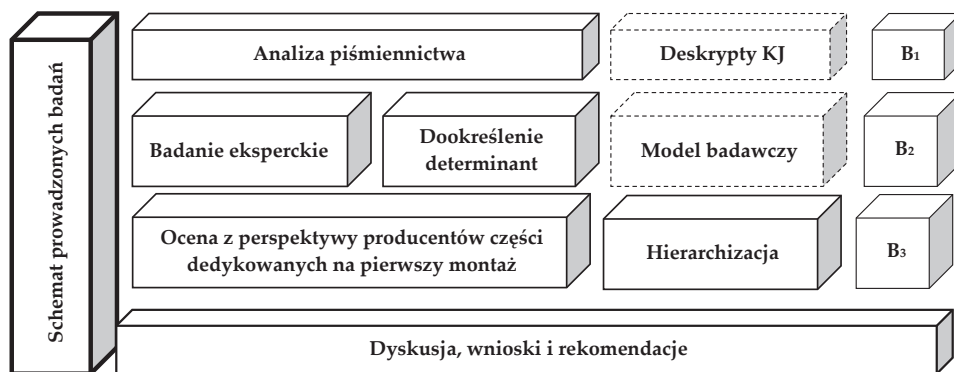 Schemat prowadzonych badań
Analiza piśmiennictwa
Deskrypty KJ
B1
Badanie eksperckie
Dookreślenie
determinant
Model badawczy
B2
Ocena z perspektywy producentów części
dedykowanych na pierwszy montaż
Hierarchizacja
B3
Dyskusja, wnioski i rekomendacje